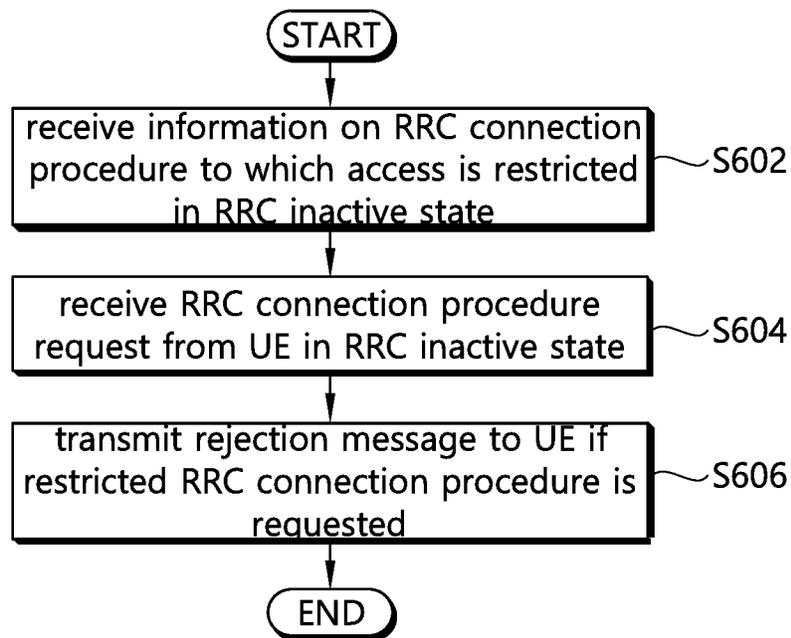 START
receive information on RRC connection
procedure to which access is restricted
in RRC inactive state
S602
receive RRC connection procedure
request from UE in RRC inactive state
S604
transmit rejection message to UE if
restricted RRC connection procedure is
requested
S606
END